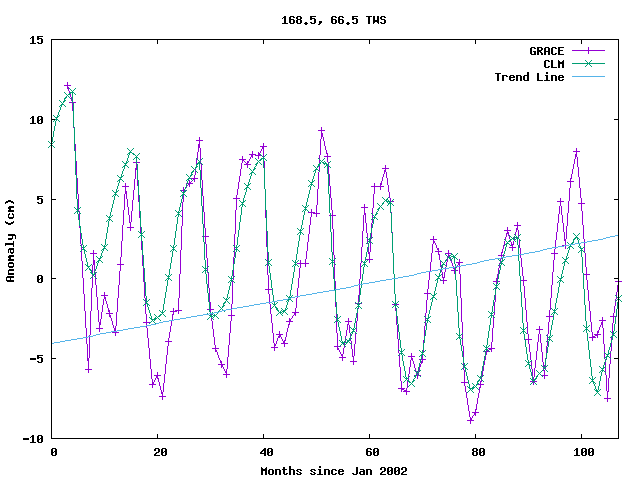 168.5, 66.5 TWS
GRACE
CLM
Trend Line
15
10
5
0
-5
-10
Anomaly (cm)
0 20 40 60 80 100
Months since Jan 2002